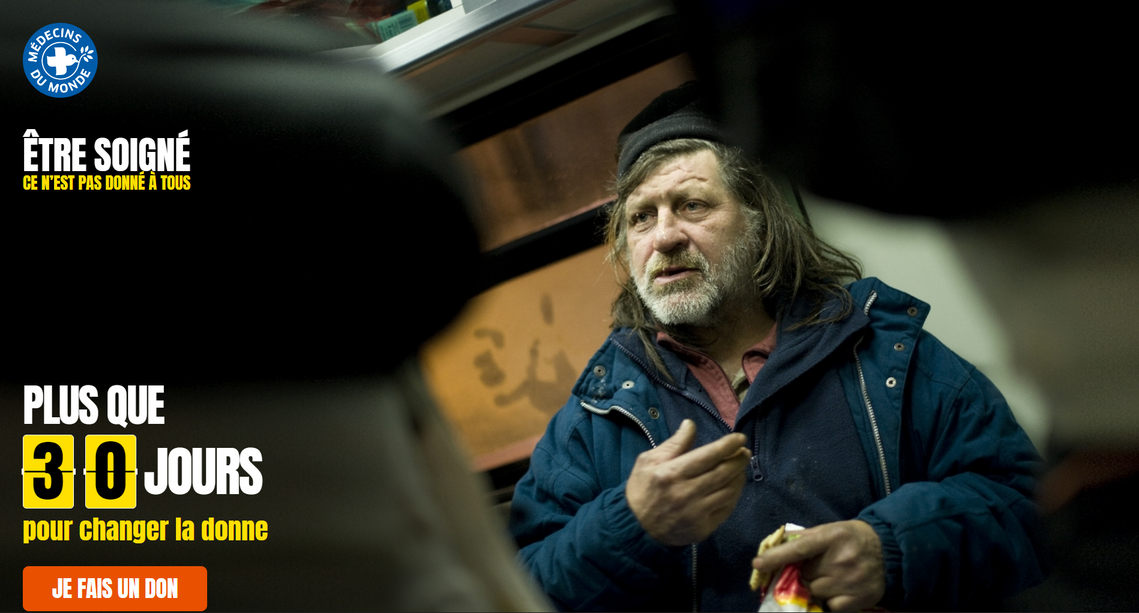 MÉDECINS
DU MONDE
ÊTRE SOIGNÉ
CE N'EST PAS DONNÉ À TOUS
PLUS QUE
30 JOURS
pour changer la donne
JE FAIS UN DON